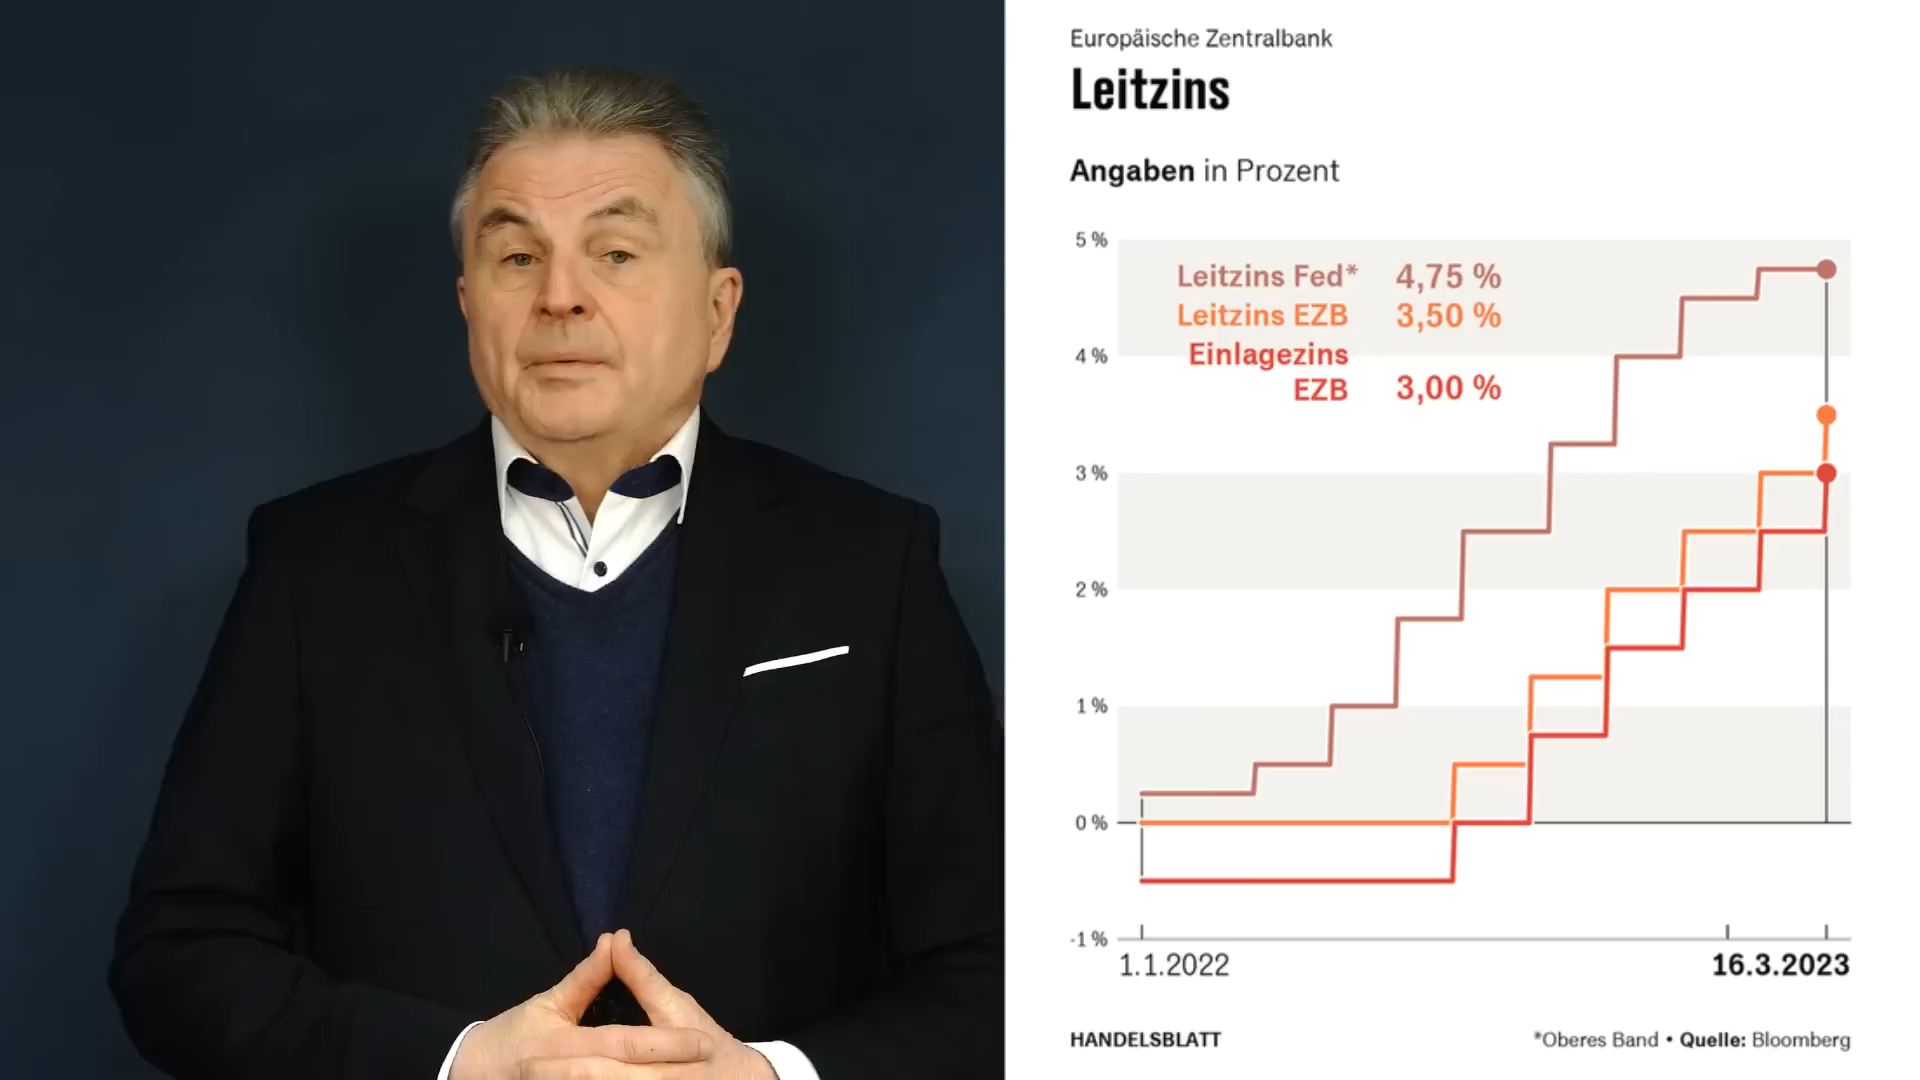 Europäische Zentralbank
Leitzins
Angaben in Prozent
5 %
Leitzins Fed* 4,75 %
Leitzins EZB 3,50 %
4 %
Einlagezins
EZB 3,00 %
3 %
2 %
1 %
0 %
-1 %
1.1.2022 16.3.2023
HANDELSBLATT *Oberes Band • Quelle: Bloomberg